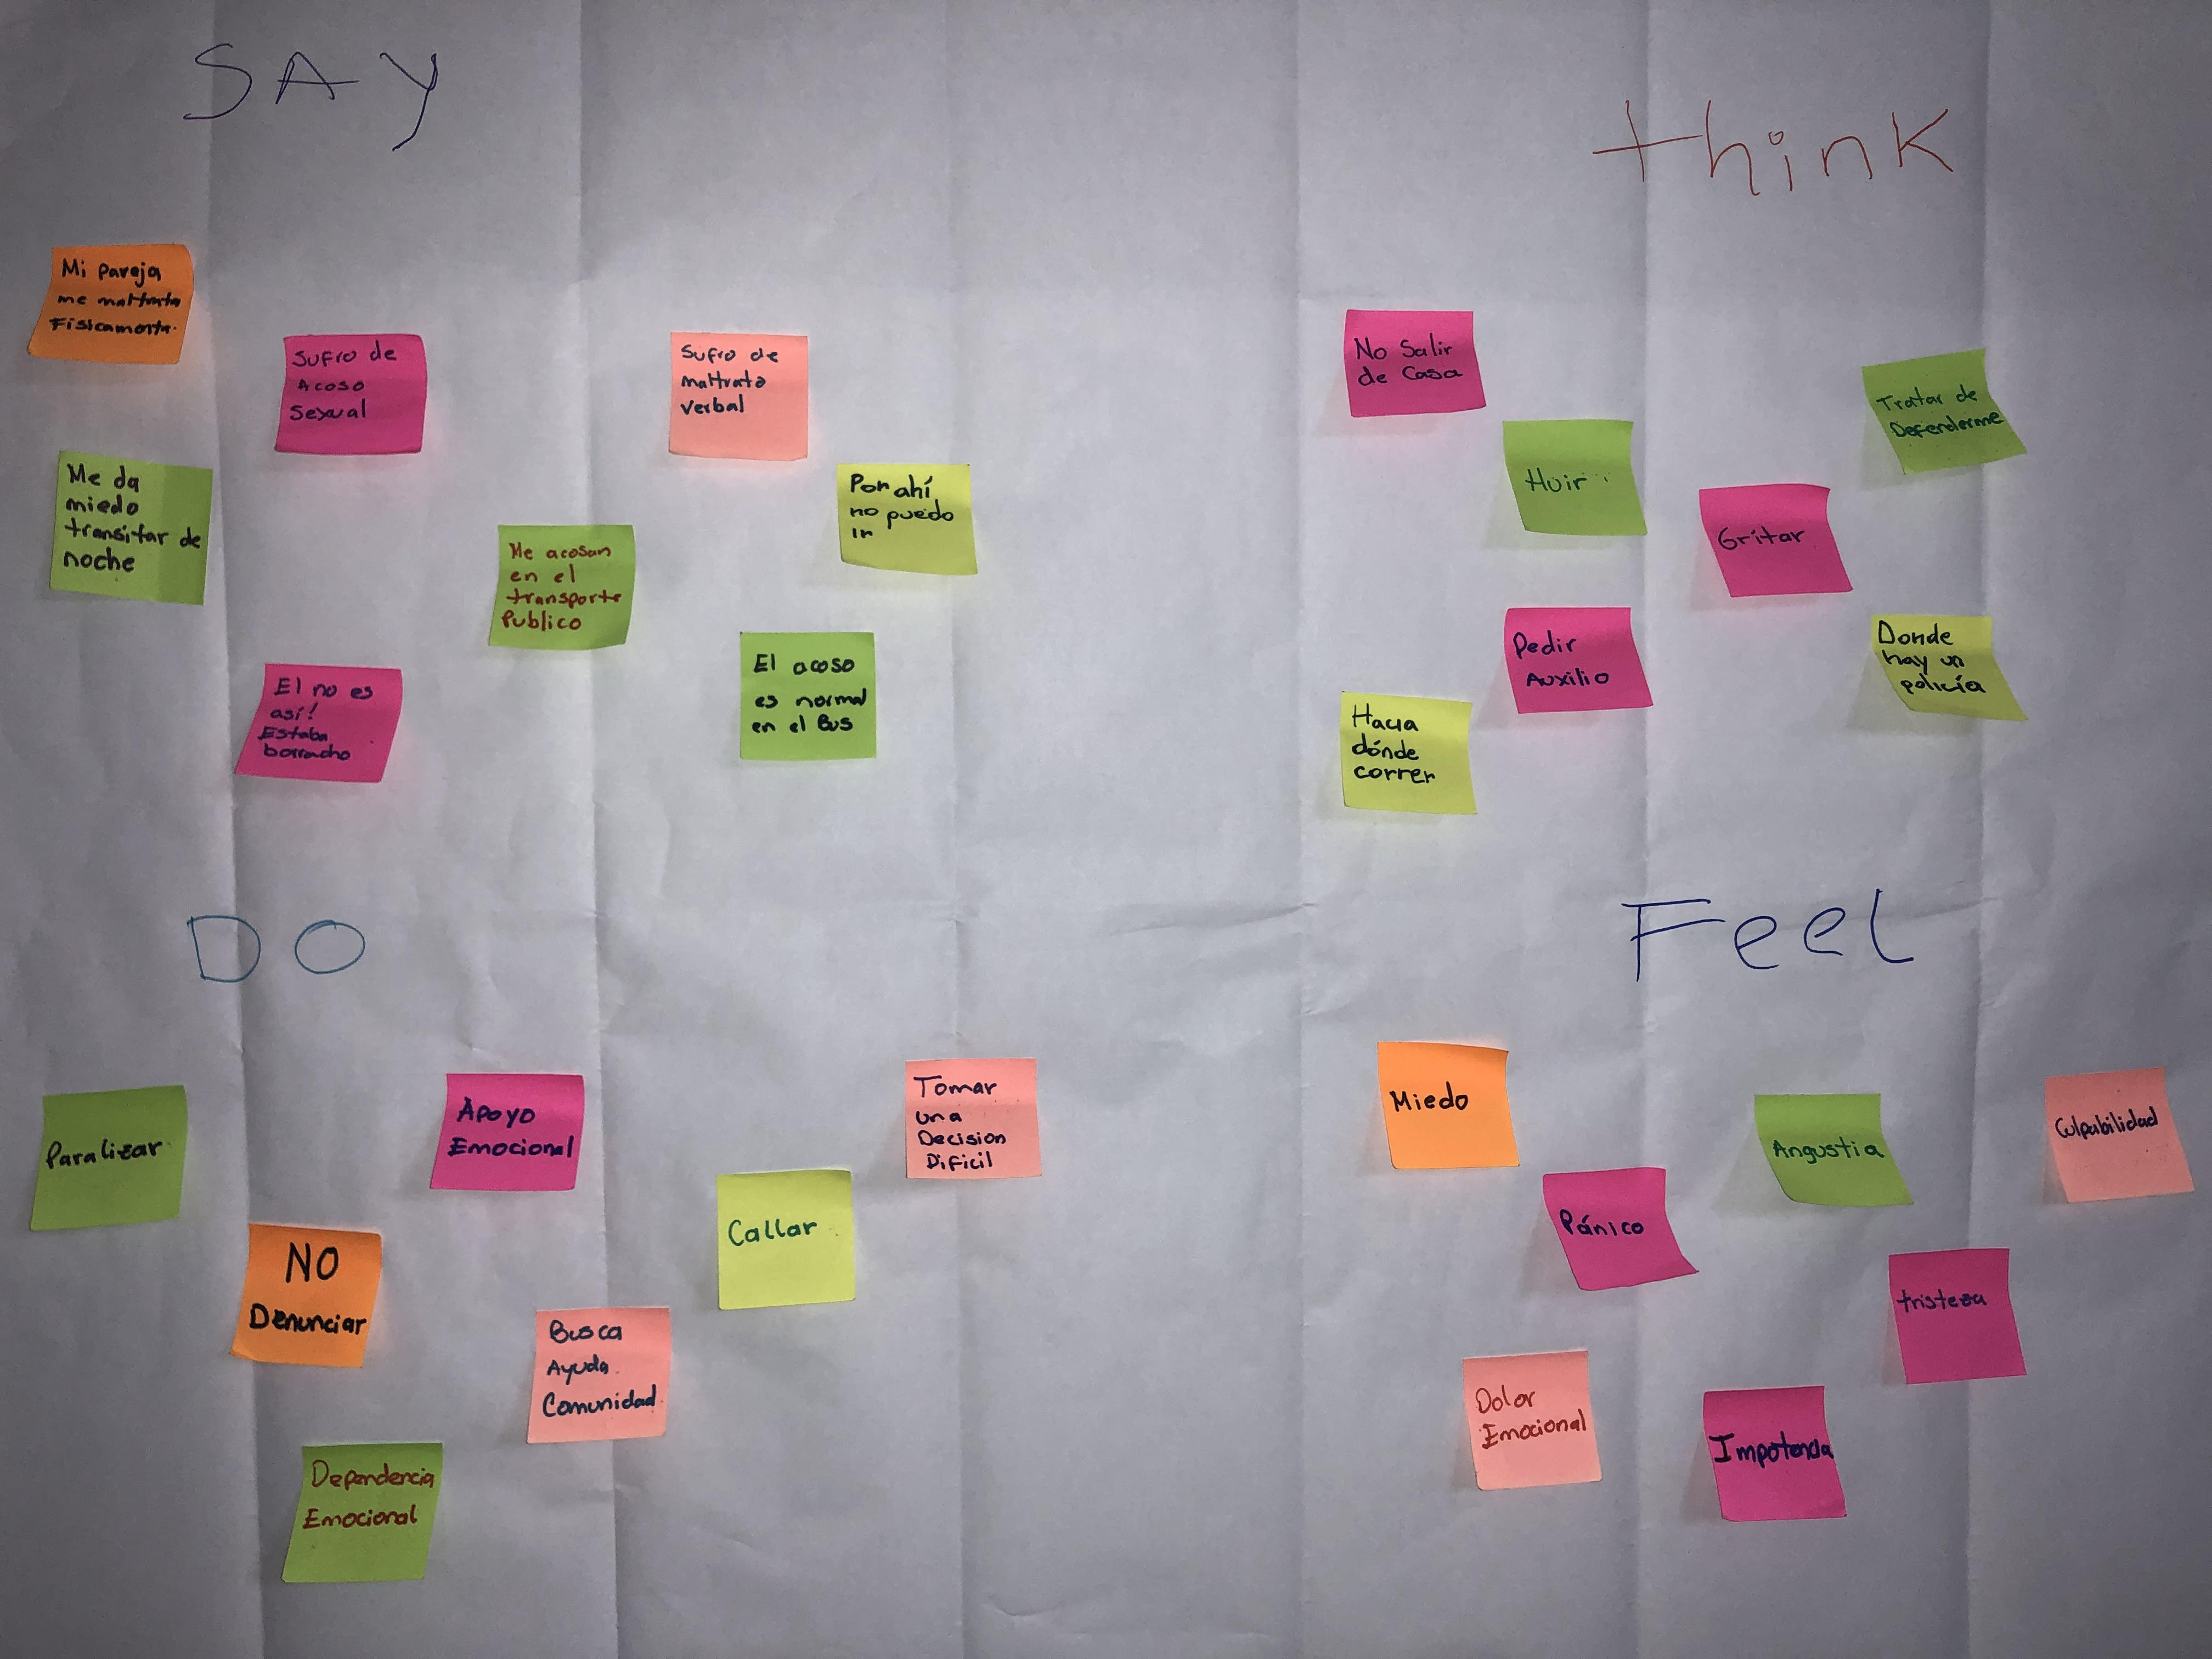 SAY
Mi pareja
me maltrata
Fisicamente.
Sufro de
Acoso
Sexual
Sufro de
maltrato
verbal
Me da
miedo
transitar de
noche
Me acosan
en el
transporte
Publico
Por ahí
no puedo
ir
El no es
así!
Estaba
borracho
El acoso
es normal
en el Bus
think
No Salir
de Casa
Huir
Tratar de
Defenderme
Gritar
Pedir
Auxilio
Donde
hay un
policía
Hacia
dónde
correr
DO
Paralizar
Apoyo
Emocional
Tomar
una
Decision
Dificil
Callar
NO
Denunciar
Busca
Ayuda
Comunidad
Dependencia
Emocional
Feel
Miedo
Angustia
Culpabilidad
Pánico
tristeza
Dolor
Emocional
Impotencia